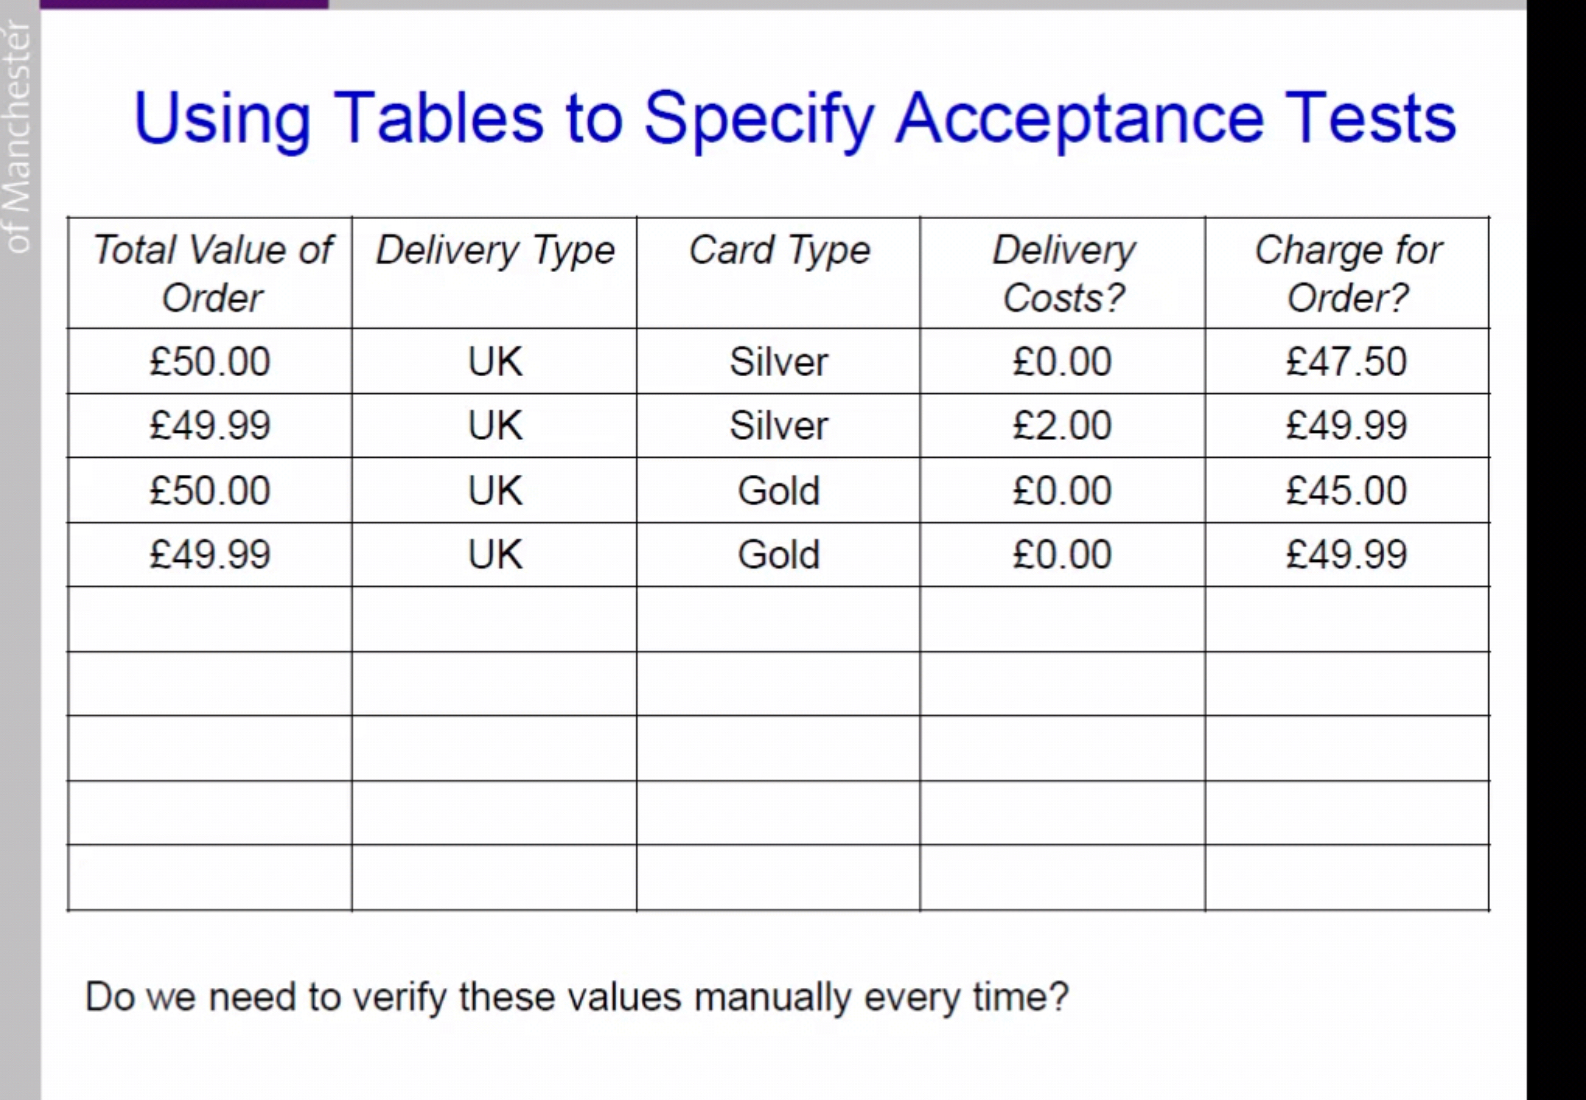 of Manchester
Using Tables to Specify Acceptance Tests
Total Value of Order Delivery Type Card Type Delivery Costs? Charge for Order?
£50.00 UK Silver £0.00 £47.50
£49.99 UK Silver £2.00 £49.99
£50.00 UK Gold £0.00 £45.00
£49.99 UK Gold £0.00 £49.99
Do we need to verify these values manually every time?